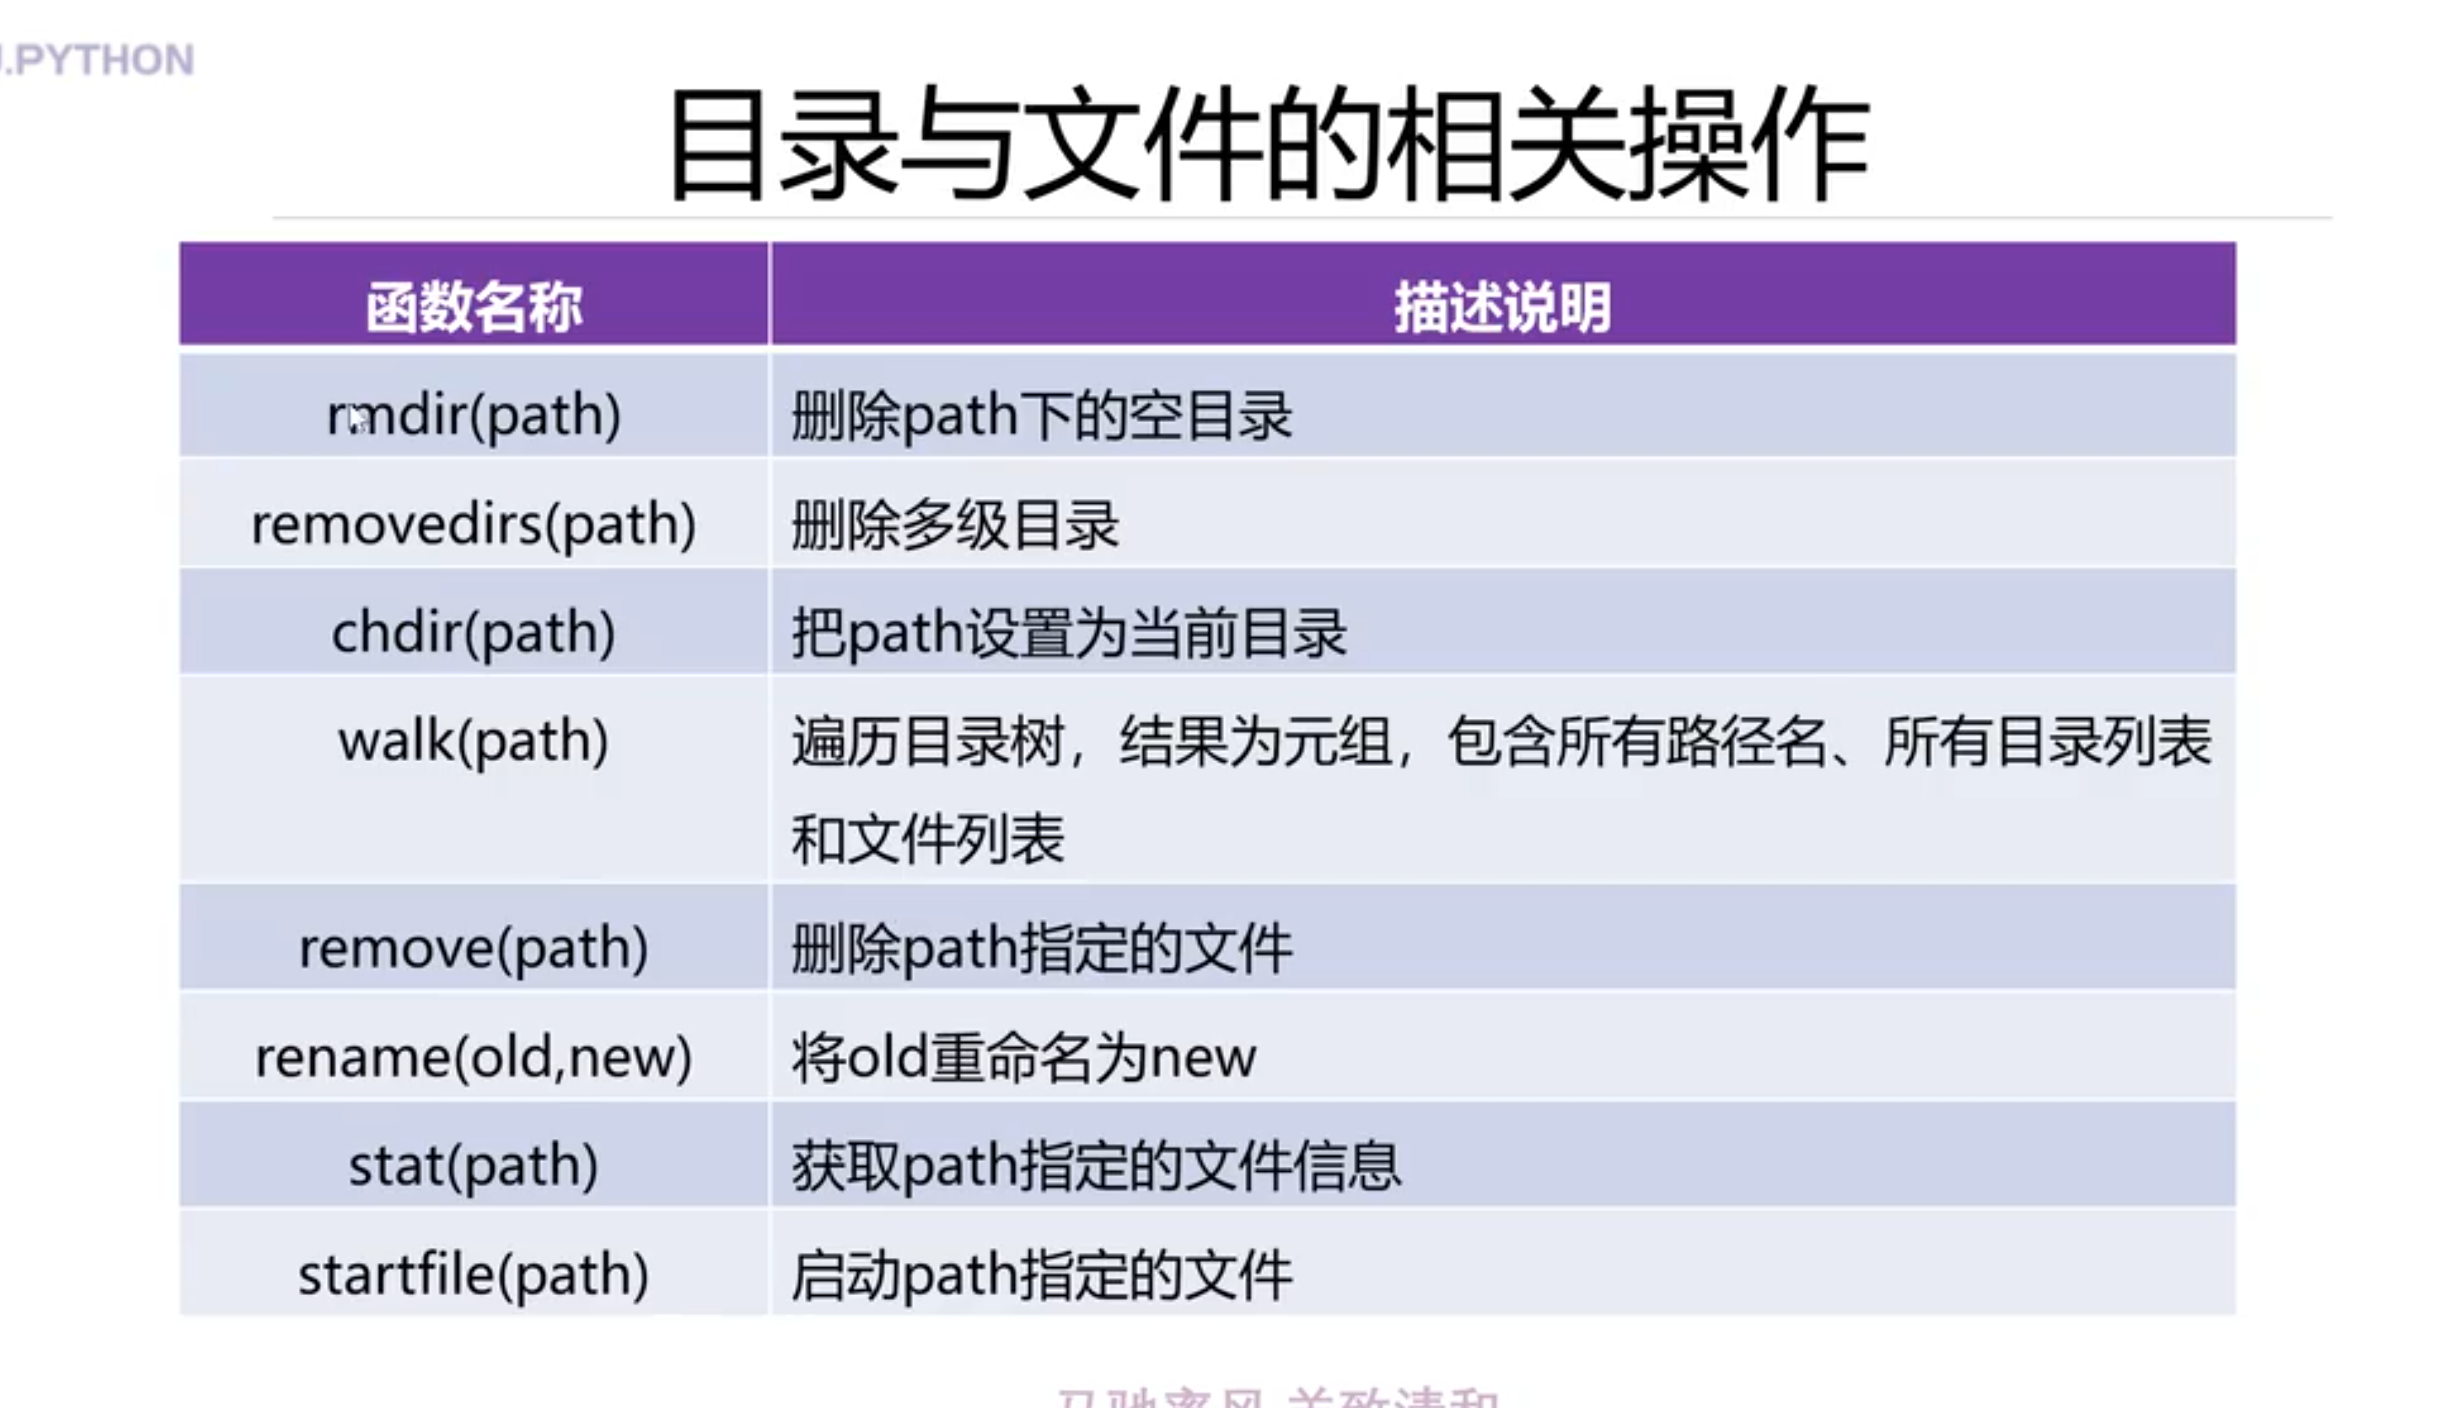 .PYTHON
目录与文件的相关操作
函数名称 描述说明
rmdir(path) 删除path下的空目录
removedirs(path) 删除多级目录
chdir(path) 把path设置为当前目录
walk(path) 遍历目录树，结果为元组，包含所有路径名、所有目录列表
和文件列表
remove(path) 删除path指定的文件
rename(old,new) 将old重命名为new
stat(path) 获取path指定的文件信息
startfile(path) 启动path指定的文件